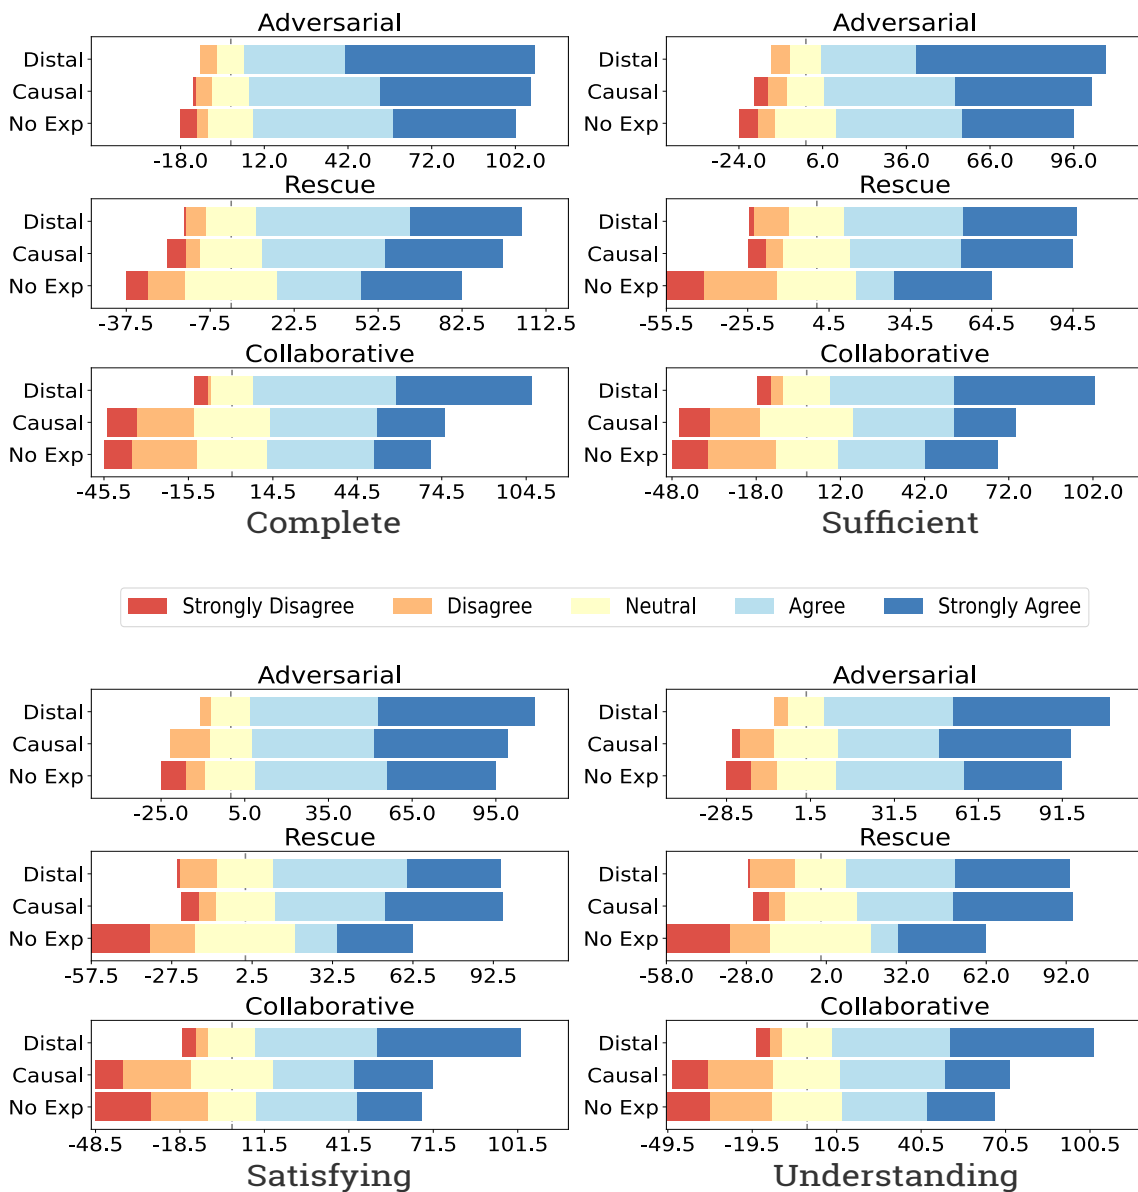 Adversarial Adversarial
Distal Distal
Causal Causal
No Exp No Exp
-18.0 12.0 42.0 72.0 102.0 -24.0 6.0 36.0 66.0 96.0
Rescue Rescue
Distal Distal
Causal Causal
No Exp No Exp
-37.5 -7.5 22.5 52.5 82.5 112.5 -55.5 -25.5 4.5 34.5 64.5 94.5
Collaborative Collaborative
Distal Distal
Causal Causal
No Exp No Exp
-45.5 -15.5 14.5 44.5 74.5 104.5 -48.0 -18.0 12.0 42.0 72.0 102.0
Complete Sufficient
Strongly Disagree Disagree Neutral Agree Strongly Agree
Adversarial Adversarial
Distal Distal
Causal Causal
No Exp No Exp
-25.0 5.0 35.0 65.0 95.0 -28.5 1.5 31.5 61.5 91.5
Rescue Rescue
Distal Distal
Causal Causal
No Exp No Exp
-57.5 -27.5 2.5 32.5 62.5 92.5 -58.0 -28.0 2.0 32.0 62.0 92.0
Collaborative Collaborative
Distal Distal
Causal Causal
No Exp No Exp
-48.5 -18.5 11.5 41.5 71.5 101.5 -49.5 -19.5 10.5 40.5 70.5 100.5
Satisfying Understanding